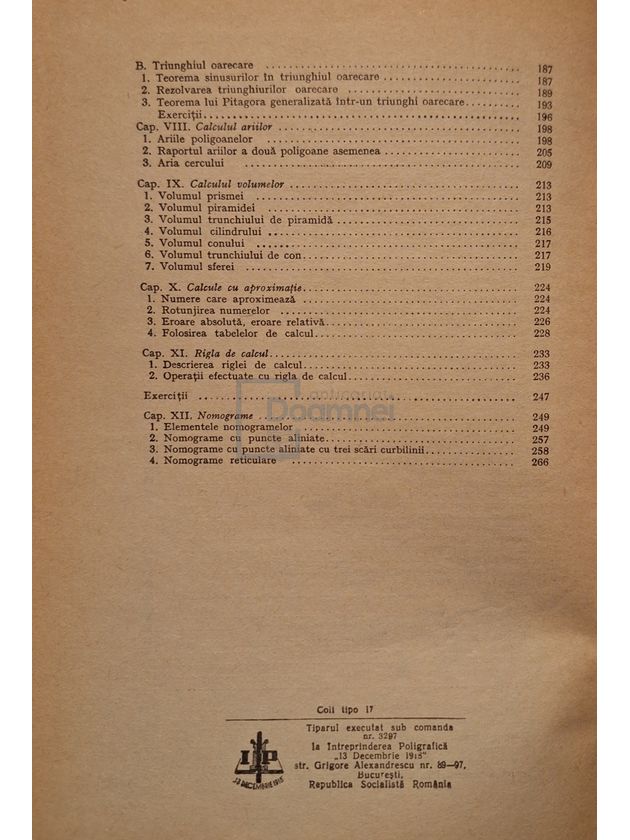 B. Triunghiul oarecare 187
1. Teorema sinusurilor în triunghiul oarecare 187
2. Rezolvarea triunghiurilor oarecare 189
3. Teorema lui Pitagora generalizată într-un triunghi oarecare 193
Exerciții 196
Cap. VIII. Calculul ariilor 198
1. Ariile poligoanelor 198
2. Raportul ariilor a două poligoane asemenea 205
3. Aria cercului 209
Cap. IX. Calculul volumelor 213
1. Volumul prismei 213
2. Volumul piramidei 213
3. Volumul trunchiului de piramidă 215
4. Volumul cilindrului 216
5. Volumul conului 217
6. Volumul trunchiului de con 217
7. Volumul sferei 219
Cap. X. Calcule cu aproximație 224
1. Numere care aproximează 224
2. Rotunjirea numerelor 224
3. Eroare absolută, eroare relativă 226
4. Folosirea tabelelor de calcul 228
Cap. XI. Rigla de calcul 233
1. Descrierea riglei de calcul 233
2. Operații efectuate cu rigla de calcul 236
Exerciții 247
anticariat
Doamnei
Cap. XII. Nomograme 249
1. Elementele nomogramelor 249
2. Nomograme cu puncte aliniate 257
3. Nomograme cu puncte aliniate cu trei scări curbilinii 258
4. Nomograme reticulare 266
Coli tipo 17
Tiparul executat sub comanda
nr. 3297
la Întreprinderea Poligrafică
„13 Decembrie 1918"
str. Grigore Alexandrescu nr. 89—97,
București,
Republica Socialistă România
I P
13 DECEMBRIE 1918